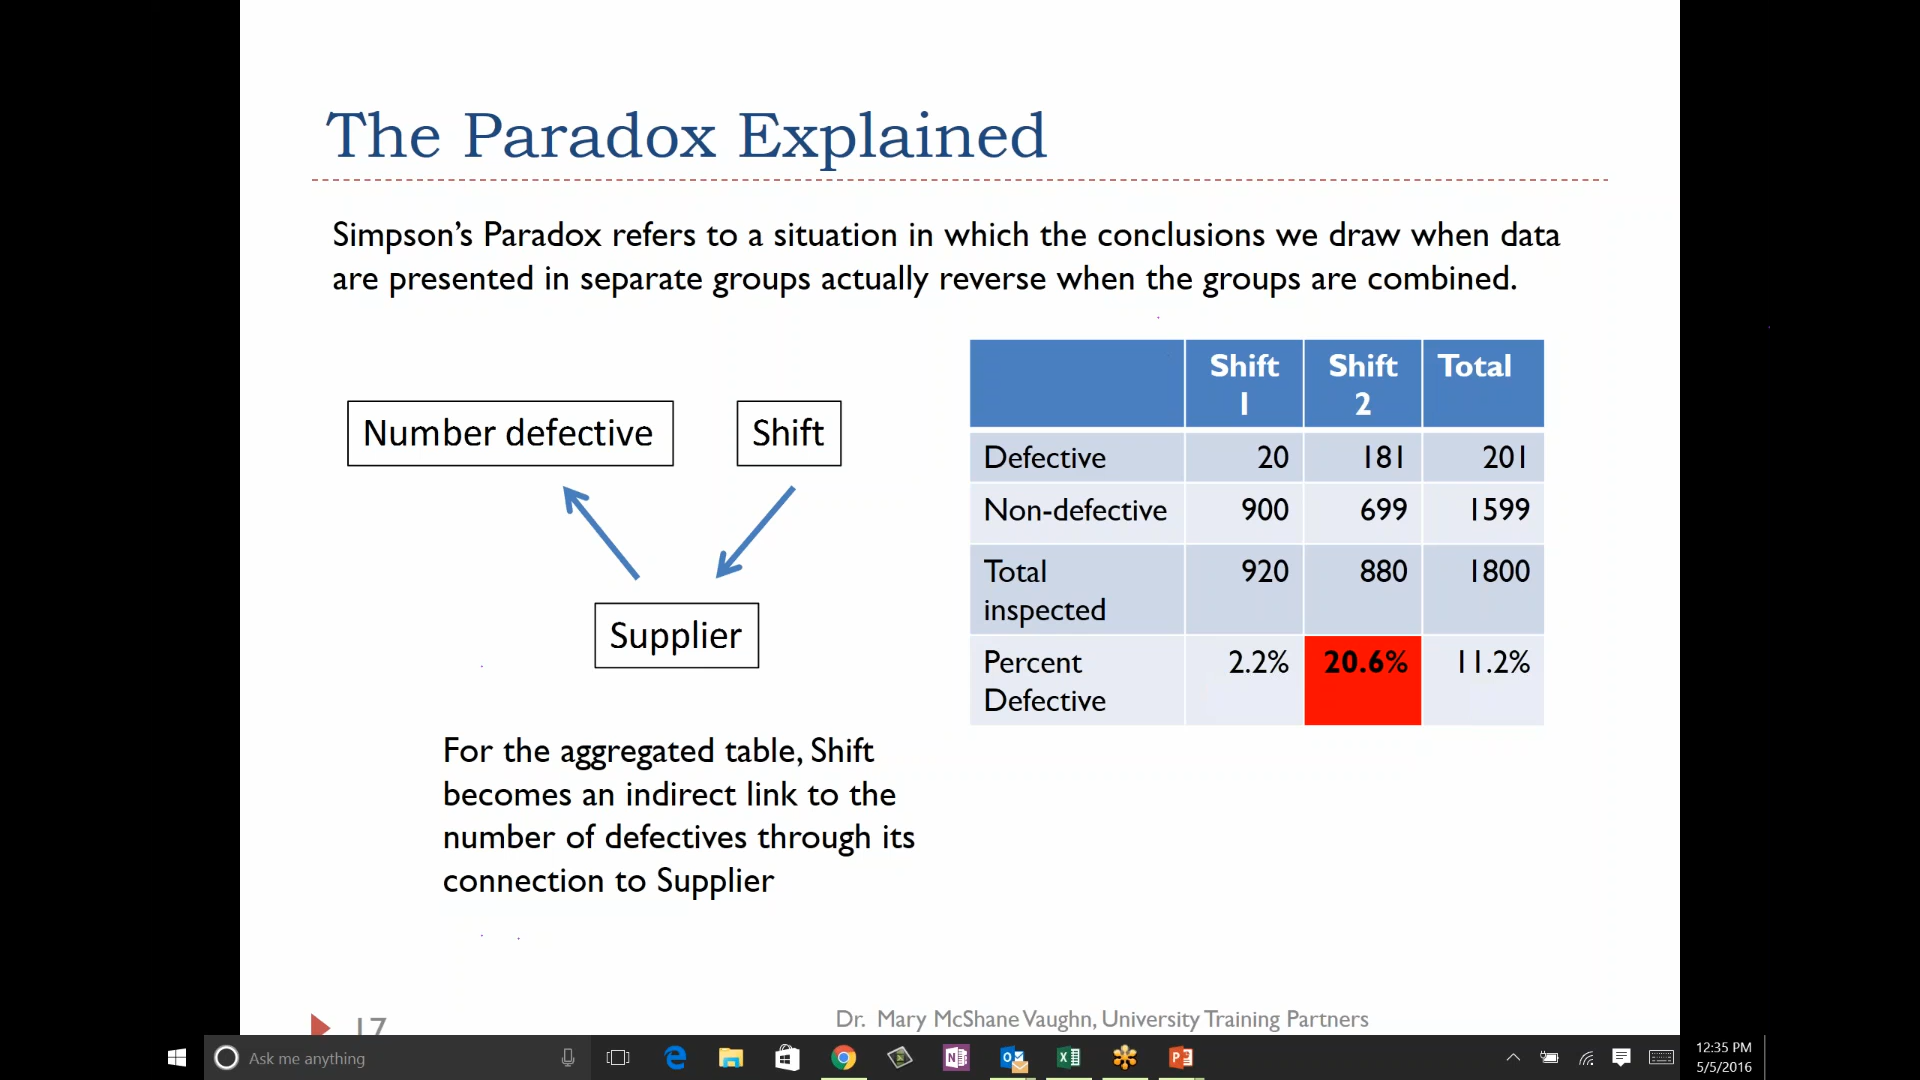 The Paradox Explained
Simpson's Paradox refers to a situation in which the conclusions we draw when data
are presented in separate groups actually reverse when the groups are combined.
Number defective
Shift
Supplier
For the aggregated table, Shift
becomes an indirect link to the
number of defectives through its
connection to Supplier
Shift 1 Shift 2 Total
Defective 20 181 201
Non-defective 900 699 1599
Total inspected 920 880 1800
Percent Defective 2.2% 20.6% 11.2%
17
Dr. Mary McShane Vaughn, University Training Partners
Ask me anything
12:35 PM
5/5/2016